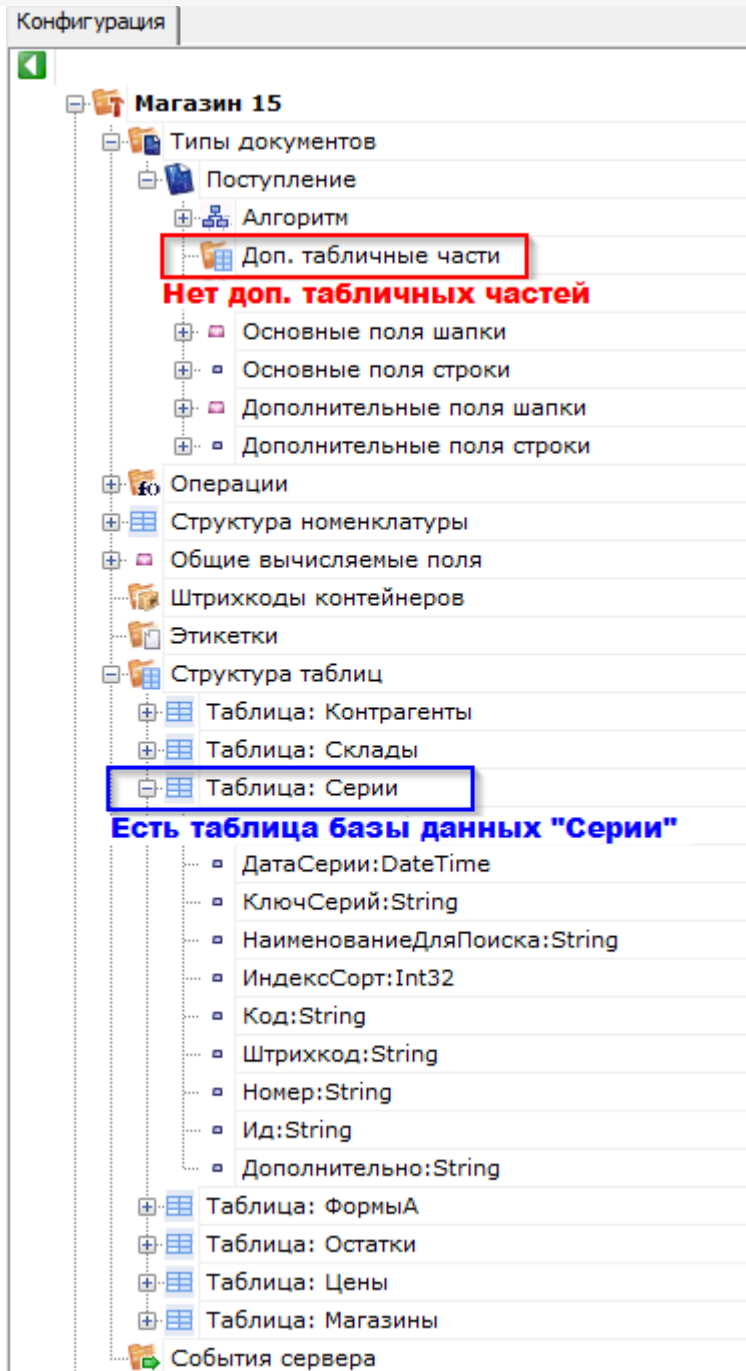 Конфигурация
Магазин 15
Типы документов
Поступление
Алгоритм
Доп. табличные части
Нет доп. табличных частей
Основные поля шапки
Основные поля строки
Дополнительные поля шапки
Дополнительные поля строки
Операции
Структура номенклатуры
Общие вычисляемые поля
Штрихкоды контейнеров
Этикетки
Структура таблиц
Таблица: Контрагенты
Таблица: Склады
Таблица: Серии
Есть таблица базы данных "Серии"
ДатаСерии:DateTime
КлючСерий:String
НаименованиеДляПоиска:String
ИндексСорт:Int32
Код:String
Штрихкод:String
Номер:String
Ид:String
Дополнительно:String
Таблица: ФормыА
Таблица: Остатки
Таблица: Цены
Таблица: Магазины
События сервера